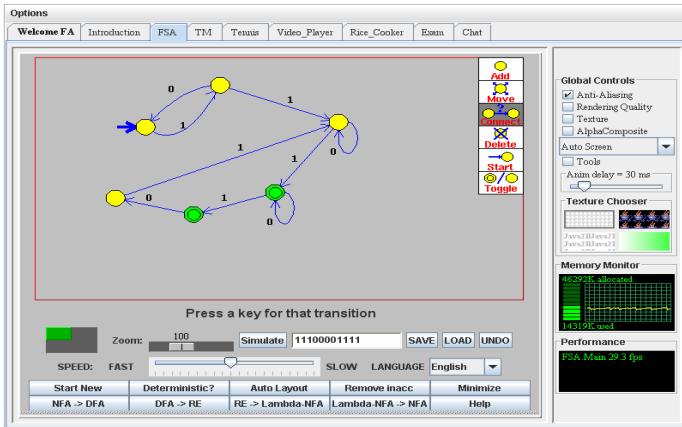 Options
Welcome FA Introduction FSA TM Tennis Video_Player Rice_Cooker Exam Chat
0
1
1
0
1
1
0
1
0
Add
Move
?
Connect
Delete
Start
Toggle
Press a key for that transition
Zoom: 100 Simulate 11100001111 SAVE LOAD UNDO
SPEED: FAST SLOW LANGUAGE English
Start New Deterministic? Auto Layout Remove inacc Minimize
NFA -> DFA DFA -> RE RE -> Lambda-NFA Lambda-NFA -> NFA Help
Global Controls
Anti-Aliasing
Rendering Quality
Texture
AlphaComposite
Auto Screen
Tools
Anim delay = 30 ms
Texture Chooser
Memory Monitor
46292K allocated
14319K used
Performance
FSA.Main 29.3 fps